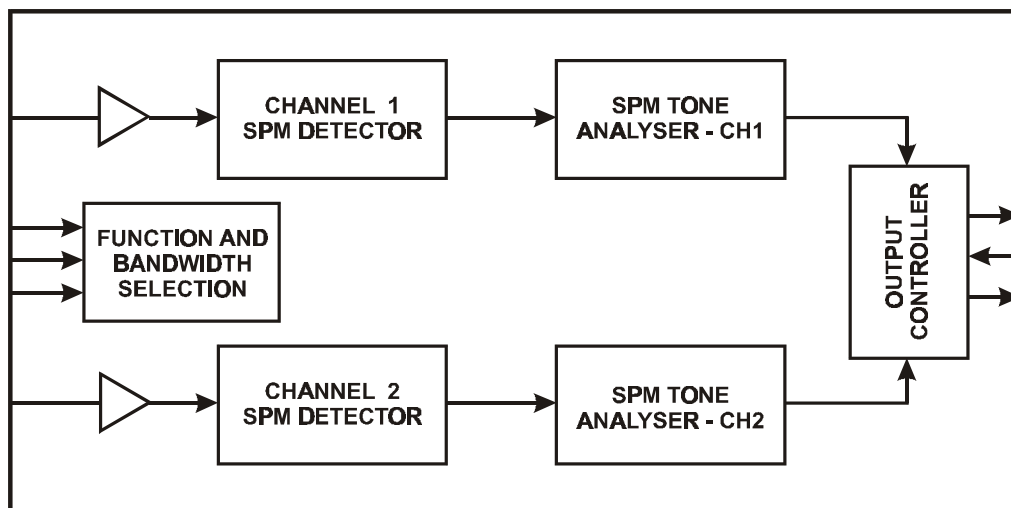 CHANNEL 1
SPM DETECTOR
SPM TONE
ANALYSER - CH1
FUNCTION AND
BANDWIDTH
SELECTION
OUTPUT
CONTROLLER
CHANNEL 2
SPM DETECTOR
SPM TONE
ANALYSER - CH2